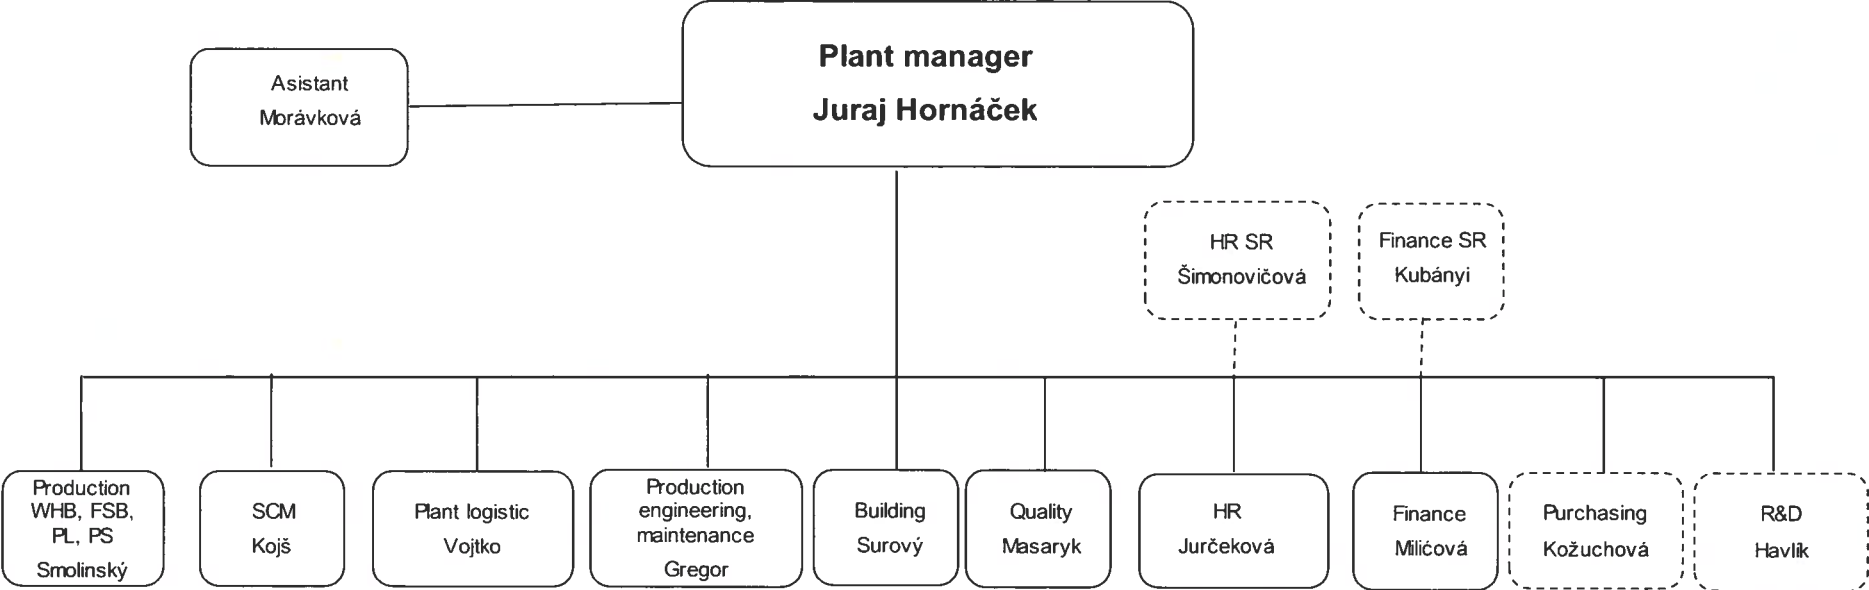 Plant manager
Juraj Hornáček
Asistant
Morávková
HR SR
Šimonovičová
Finance SR
Kubányi
Production
WHB, FSB,
PL, PS
Smolinský
SCM
Kojš
Plant logistic
Vojtko
Production
engineering,
maintenance
Gregor
Building
Surový
Quality
Masaryk
HR
Jurčeková
Finance
Milićová
Purchasing
Kožuchová
R&D
Havlík